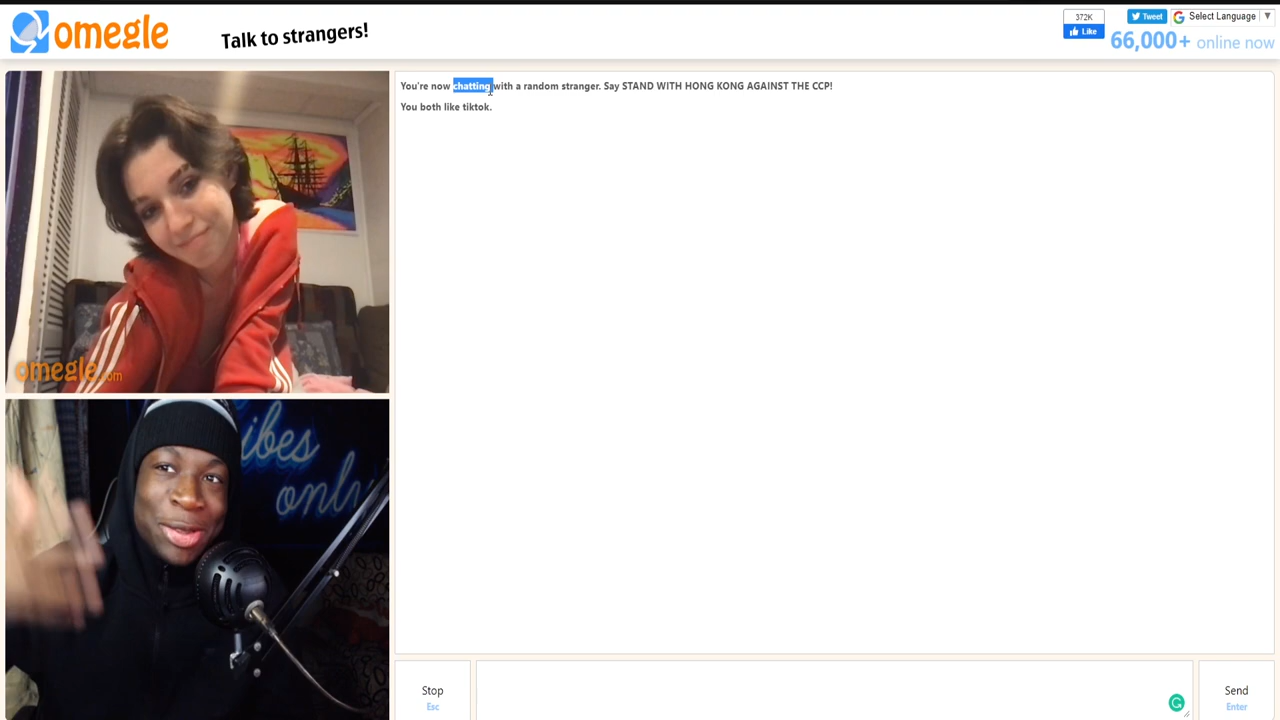 omegle
Talk to strangers!
372K
Like
Tweet
G Select Language ▼
66,000+ online now
You're now chatting with a random stranger. Say STAND WITH HONG KONG AGAINST THE CCP!
You both like tiktok.
omegle.com
ibes
only
Stop
Esc
Send
Enter